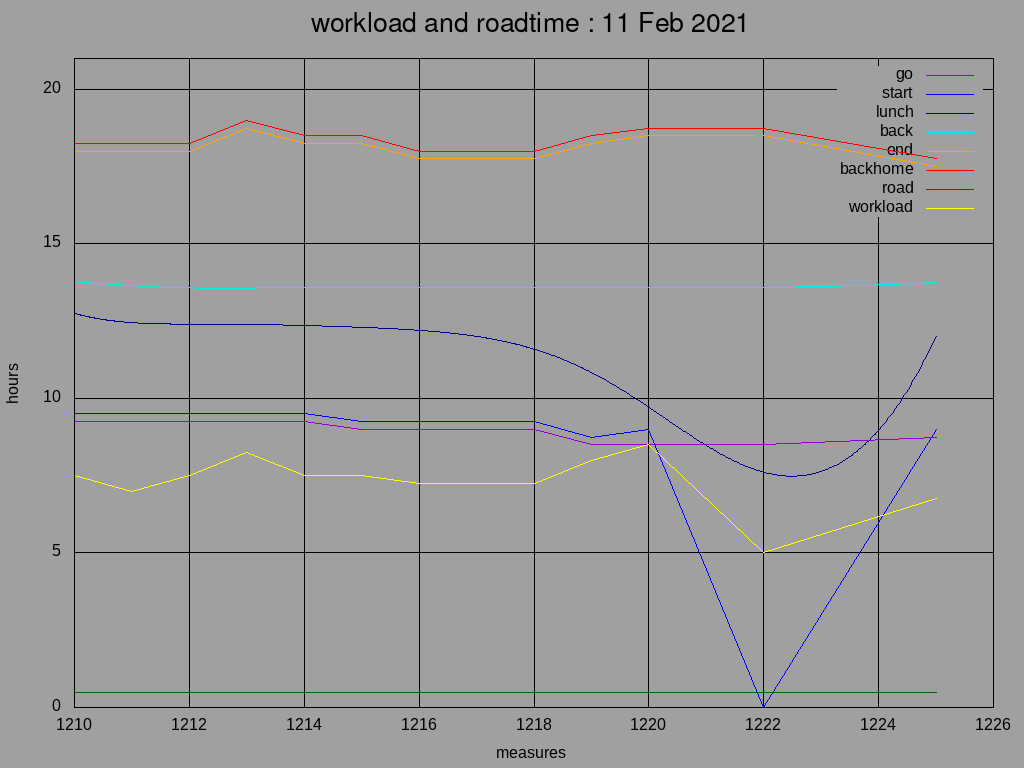 workload and roadtime : 11 Feb 2021
20
15
10
5
0
hours
go
start
lunch
back
end
backhome
road
workload
1210 1212 1214 1216 1218 1220 1222 1224 1226
measures